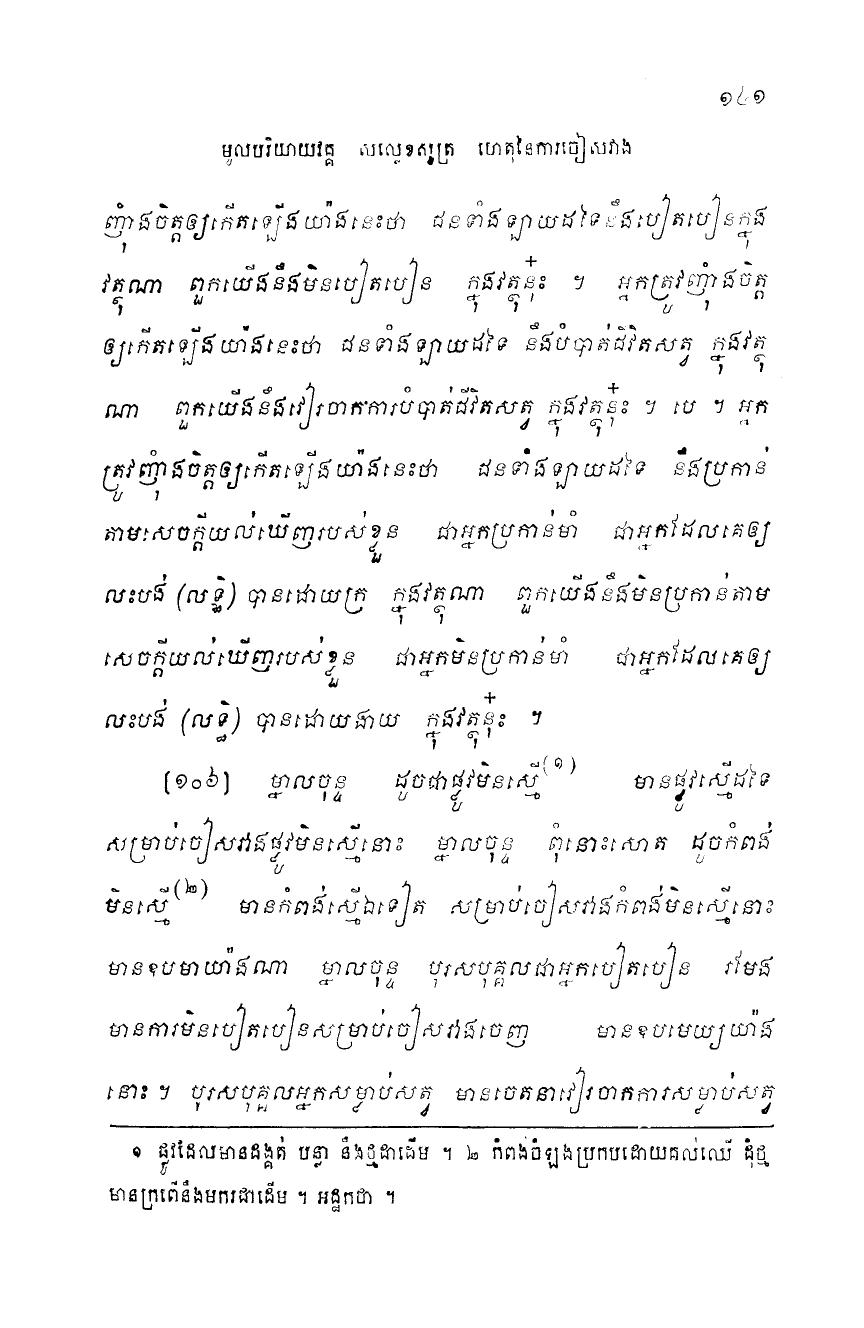 ១៤១
មូលបរិយាយវគ្គ សល្លេខសូត្រ ហេតុនៃការចៀសវាង
ញុំាងចិត្តឲ្យកើតឡើងយ៉ាងនេះថា ជនទាំងឡាយដទៃនឹងបៀតបៀនក្នុង
វត្ថុណា ពួកយើងនឹងមិនបៀតបៀន ក្នុងវត្ថុនុ៎ះ ។ អ្នកត្រូវញុំាងចិត្ត
ឲ្យកើតឡើងយ៉ាងនេះថា ជនទាំងឡាយដទៃ នឹងបំបាត់ជីវិតសត្វ ក្នុងវត្ថុ
ណា ពួកយើងនឹងវៀរចាកការបំបាត់ជីវិតសត្វ ក្នុងវត្ថុនុ៎ះ ។ បេ ។ អ្នក
ត្រូវញុំាងចិត្តឲ្យកើតឡើងយ៉ាងនេះថា ជនទាំងឡាយដទៃ នឹងប្រកាន់
តាមសេចក្តីយល់ឃើញរបស់ខ្លួន ជាអ្នកប្រកាន់មាំ ជាអ្នកដែលគេឲ្យ
លះបង់ (លទ្ធិ) បានដោយក្រ ក្នុងវត្ថុណា ពួកយើងនឹងមិនប្រកាន់តាម
សេចក្តីយល់ឃើញរបស់ខ្លួន ជាអ្នកមិនប្រកាន់មាំ ជាអ្នកដែលគេឲ្យ
លះបង់ (លទ្ធិ) បានដោយងាយ ក្នុងវត្ថុនុ៎ះ ។
[១០៦] ម្នាលចុន្ទ ដូចជាផ្លូវមិនស្មើ(១) មានផ្លូវស្មើដទៃ
សម្រាប់ចៀសវាងផ្លូវមិនស្មើនោះ ម្នាលចុន្ទ ពុំនោះសោត ដូចកំពង់
មិនស្មើ(២) មានកំពង់ស្មើឯទៀត សម្រាប់ចៀសវាងកំពង់មិនស្មើនោះ
មានឧបមាយ៉ាងណា ម្នាលចុន្ទ បុរសបុគ្គលជាអ្នកបៀតបៀន រមែង
មានការមិនបៀតបៀនសម្រាប់ចៀសវាងចេញ មានឧបមេយ្យយ៉ាង
នោះ ។ បុរសបុគ្គលអ្នកសម្លាប់សត្វ មានចេតនាវៀរចាកការសម្លាប់សត្វ
១ ផ្លូវដែលមានដង្គត់ បន្លា នឹងថ្មជាដើម ។ ២ កំពង់ធំឡងប្រកបដោយគល់ឈើ ដុំថ្ម
មានក្រពើនឹងមករជាដើម ។ អដ្ឋកថា ។